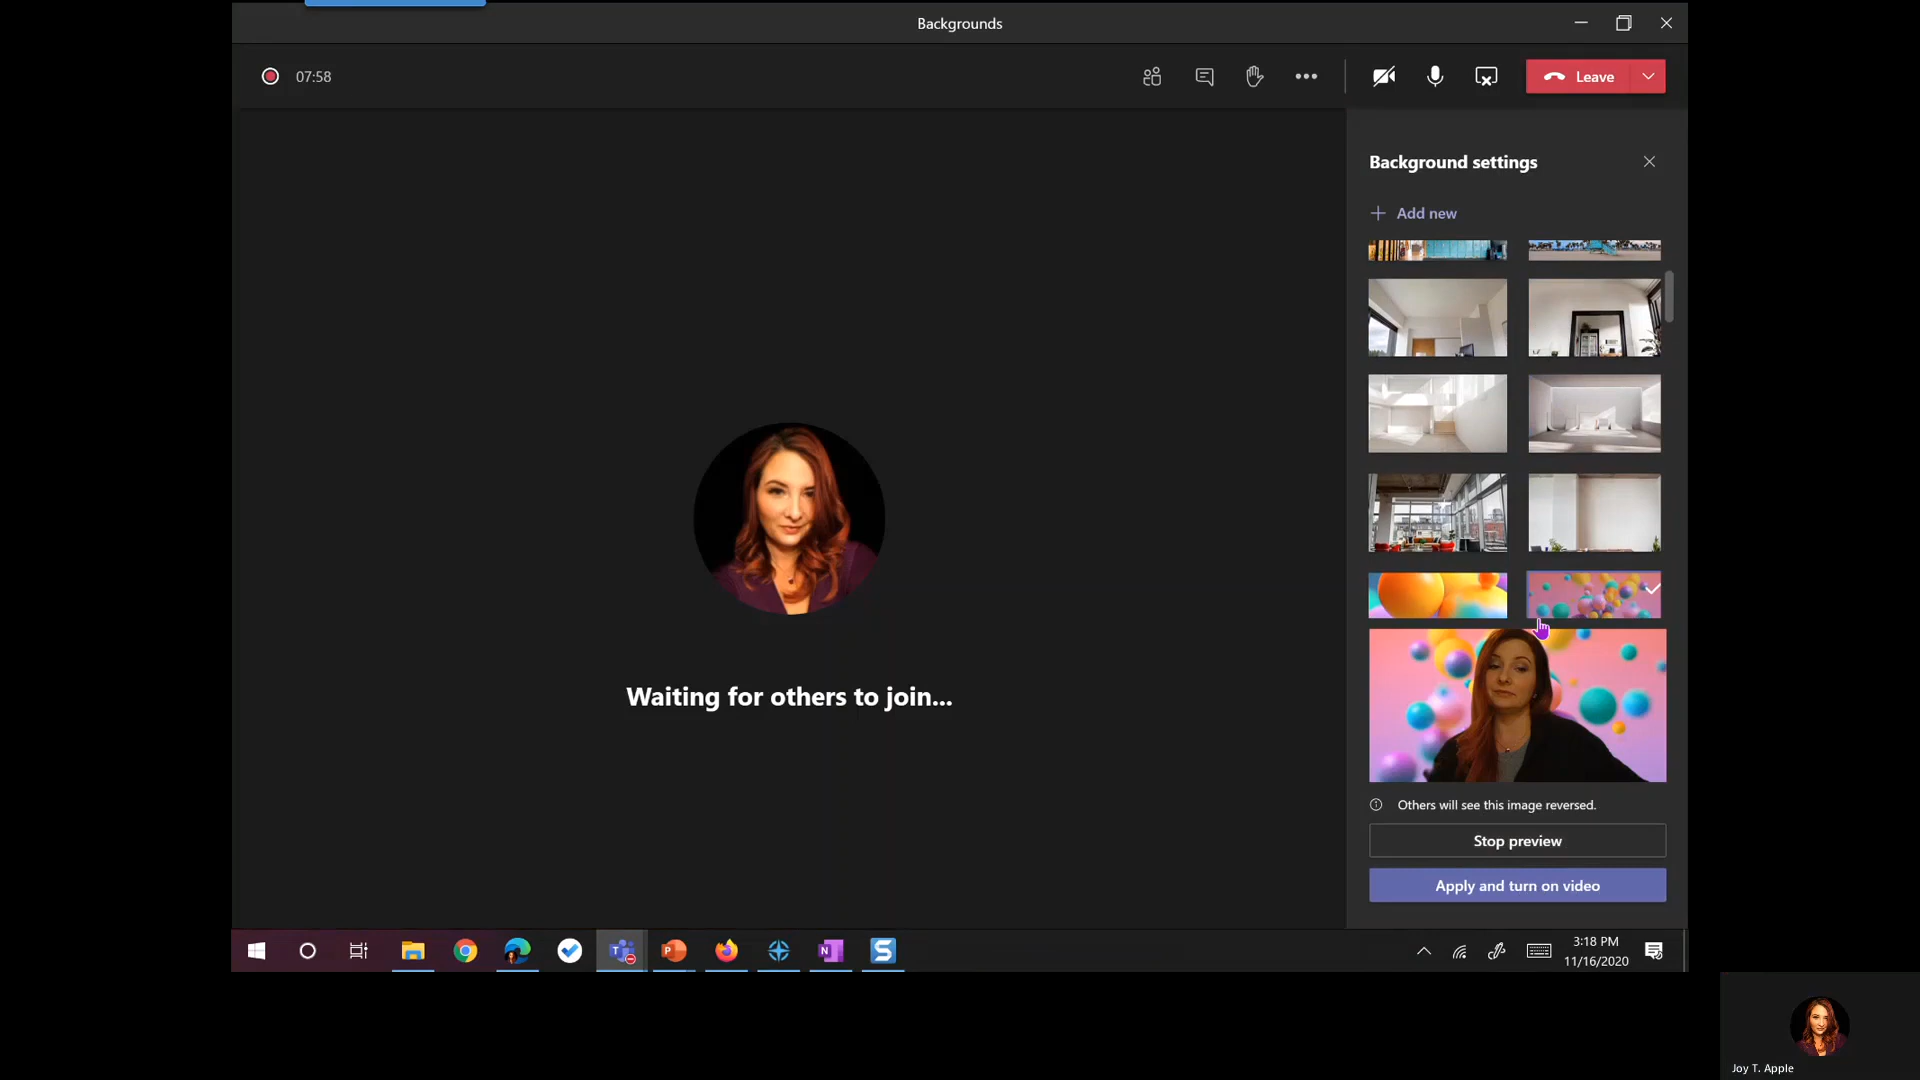 Backgrounds
07:58
Leave
Background settings
Add new
Waiting for others to join...
Others will see this image reversed.
Stop preview
Apply and turn on video
3:18 PM
11/16/2020
Joy T. Apple